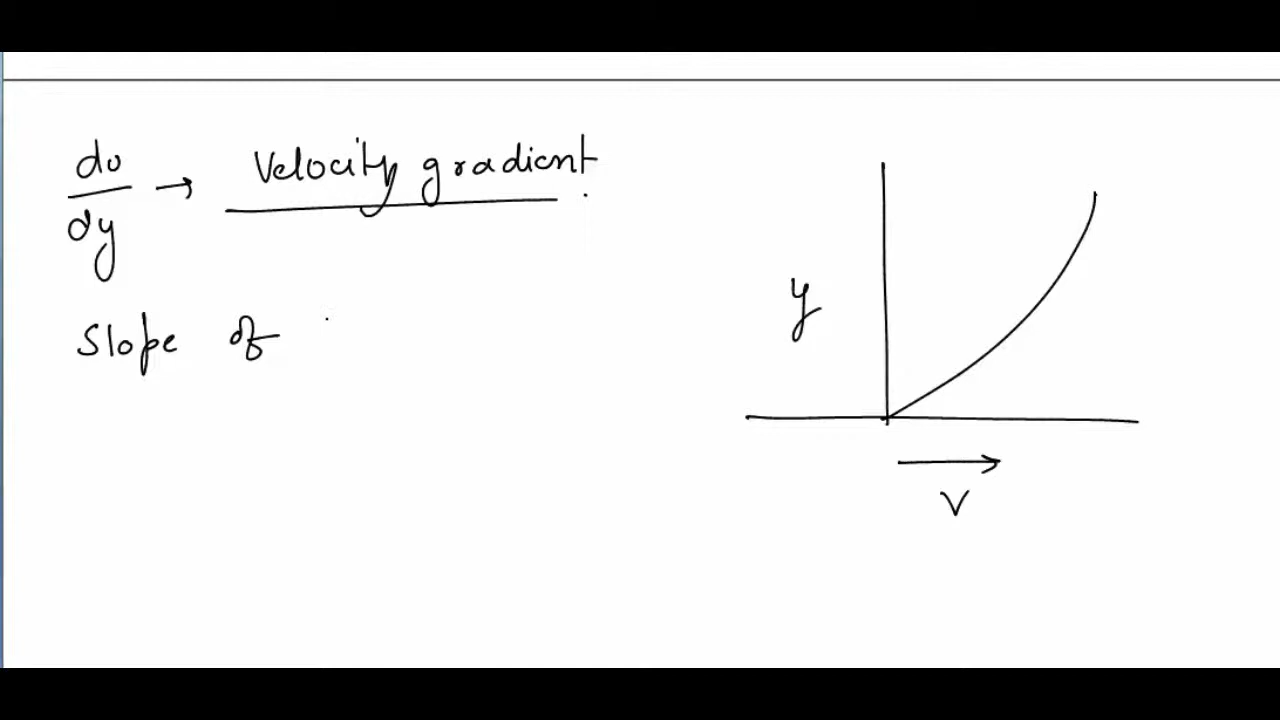 du/dy → Velocity gradient
Slope of
y
V